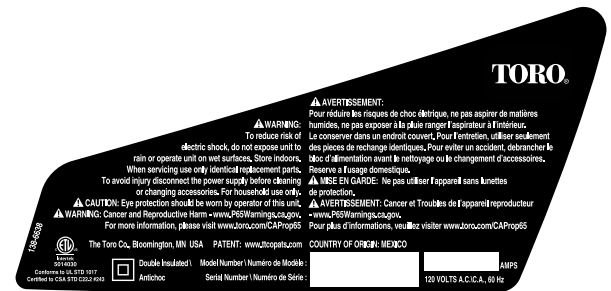 TORO®
⚠ WARNING:
To reduce risk of
electric shock, do not expose unit to
rain or operate unit on wet surfaces. Store indoors.
When servicing use only identical replacement parts.
To avoid injury disconnect the power supply before cleaning
or changing accessories. For household use only.
⚠ CAUTION: Eye protection should be worn by operator of this unit.
⚠ WARNING: Cancer and Reproductive Harm - www.P65Warnings.ca.gov.
For more information, please visit www.toro.com/CAProp65
⚠ AVERTISSEMENT:
Pour réduire les risques de choc életrique, ne pas aspirer de matières
humides, ne pas exposer à la pluie ranger l'aspirateur à l'intérieur.
Le conserver dans un endroit couvert. Pour l'entretien, utiliser seulement
des pieces de rechange identiques. Pour eviter un accident, debrancher le
bloc d'alimentation avant le nettoyage ou le changement d'accessoires.
Reserve a l'usage domestique.
⚠ MISE EN GARDE: Ne pas utiliser l'appareil sans lunettes
de protection.
⚠ AVERTISSEMENT: Cancer et Troubles de l'appareil reproducteur
- www.P65Warnings.ca.gov.
Pour plus d'informations, veuillez visiter www.toro.com/CAProp65
138-6638
The Toro Co., Bloomington, MN USA PATENT: www.ttcopats.com COUNTRY OF ORIGIN: MEXICO
ETL
Intertek
5014030
Conforms to UL STD 1017
Certified to CSA STD C22.2 #243
Double Insulated \
Antichoc
Model Number \ Numéro de Modèle :
Serial Number \ Numéro de Série :
AMPS
120 VOLTS A.C./C.A., 60 Hz